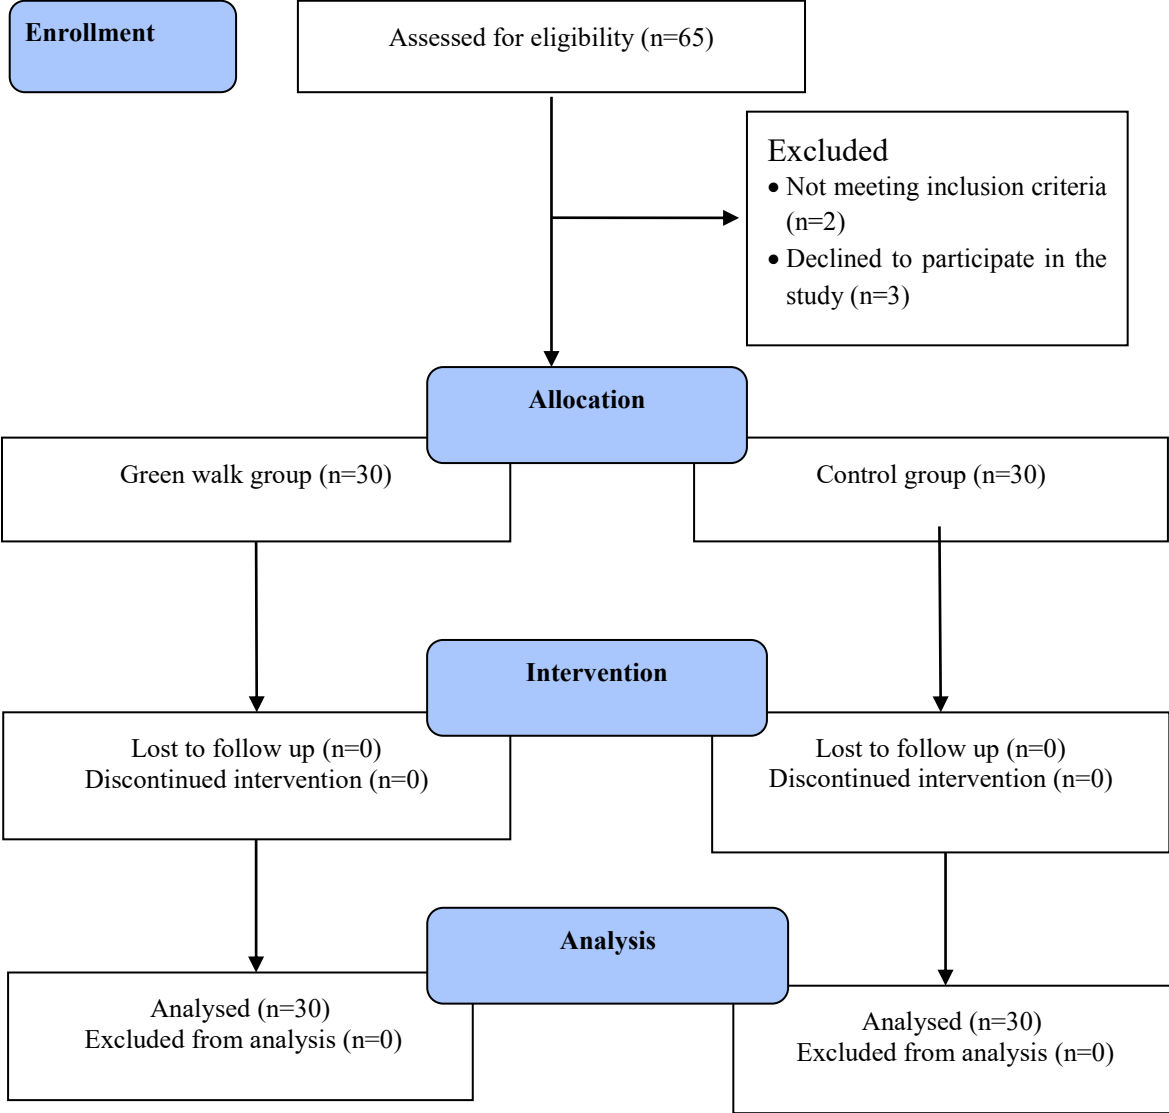 Enrollment
Assessed for eligibility (n=65)
Excluded
• Not meeting inclusion criteria
(n=2)
• Declined to participate in the
study (n=3)
Allocation
Green walk group (n=30)
Control group (n=30)
Intervention
Lost to follow up (n=0)
Discontinued intervention (n=0)
Lost to follow up (n=0)
Discontinued intervention (n=0)
Analysis
Analysed (n=30)
Excluded from analysis (n=0)
Analysed (n=30)
Excluded from analysis (n=0)